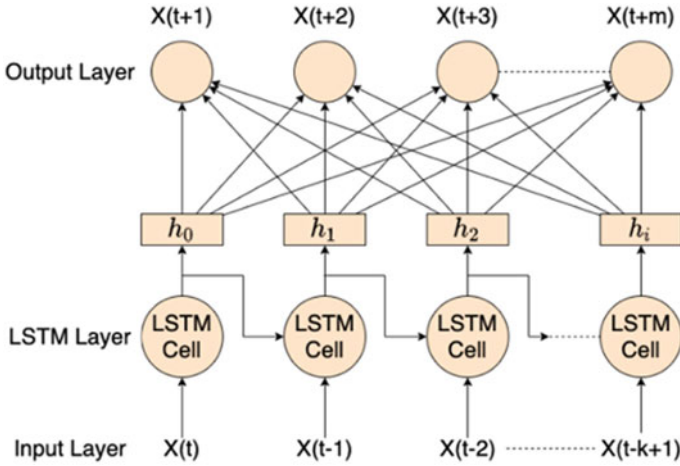 X(t+1) X(t+2) X(t+3) X(t+m)
Output Layer
h₀ h₁ h₂ hᵢ
LSTM LSTM LSTM LSTM
LSTM Layer
Cell Cell Cell Cell
Input Layer X(t) X(t-1) X(t-2) X(t-k+1)